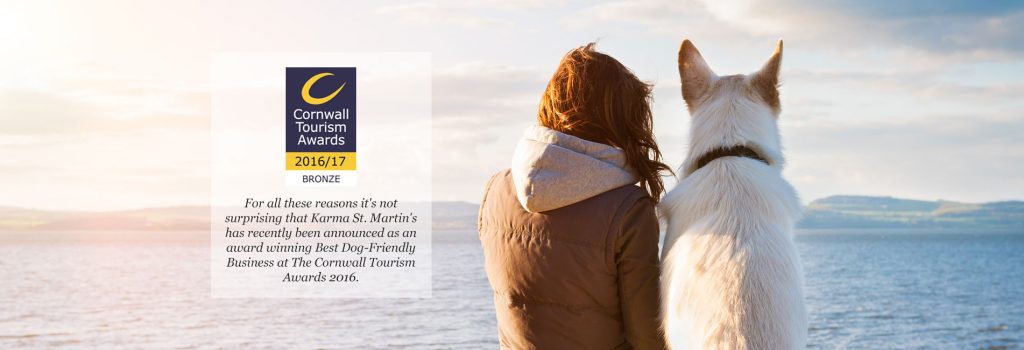 Cornwall
Tourism
Awards
2016/17
BRONZE
For all these reasons it's not
surprising that Karma St. Martin's
has recently been announced as an
award winning Best Dog-Friendly
Business at The Cornwall Tourism
Awards 2016.